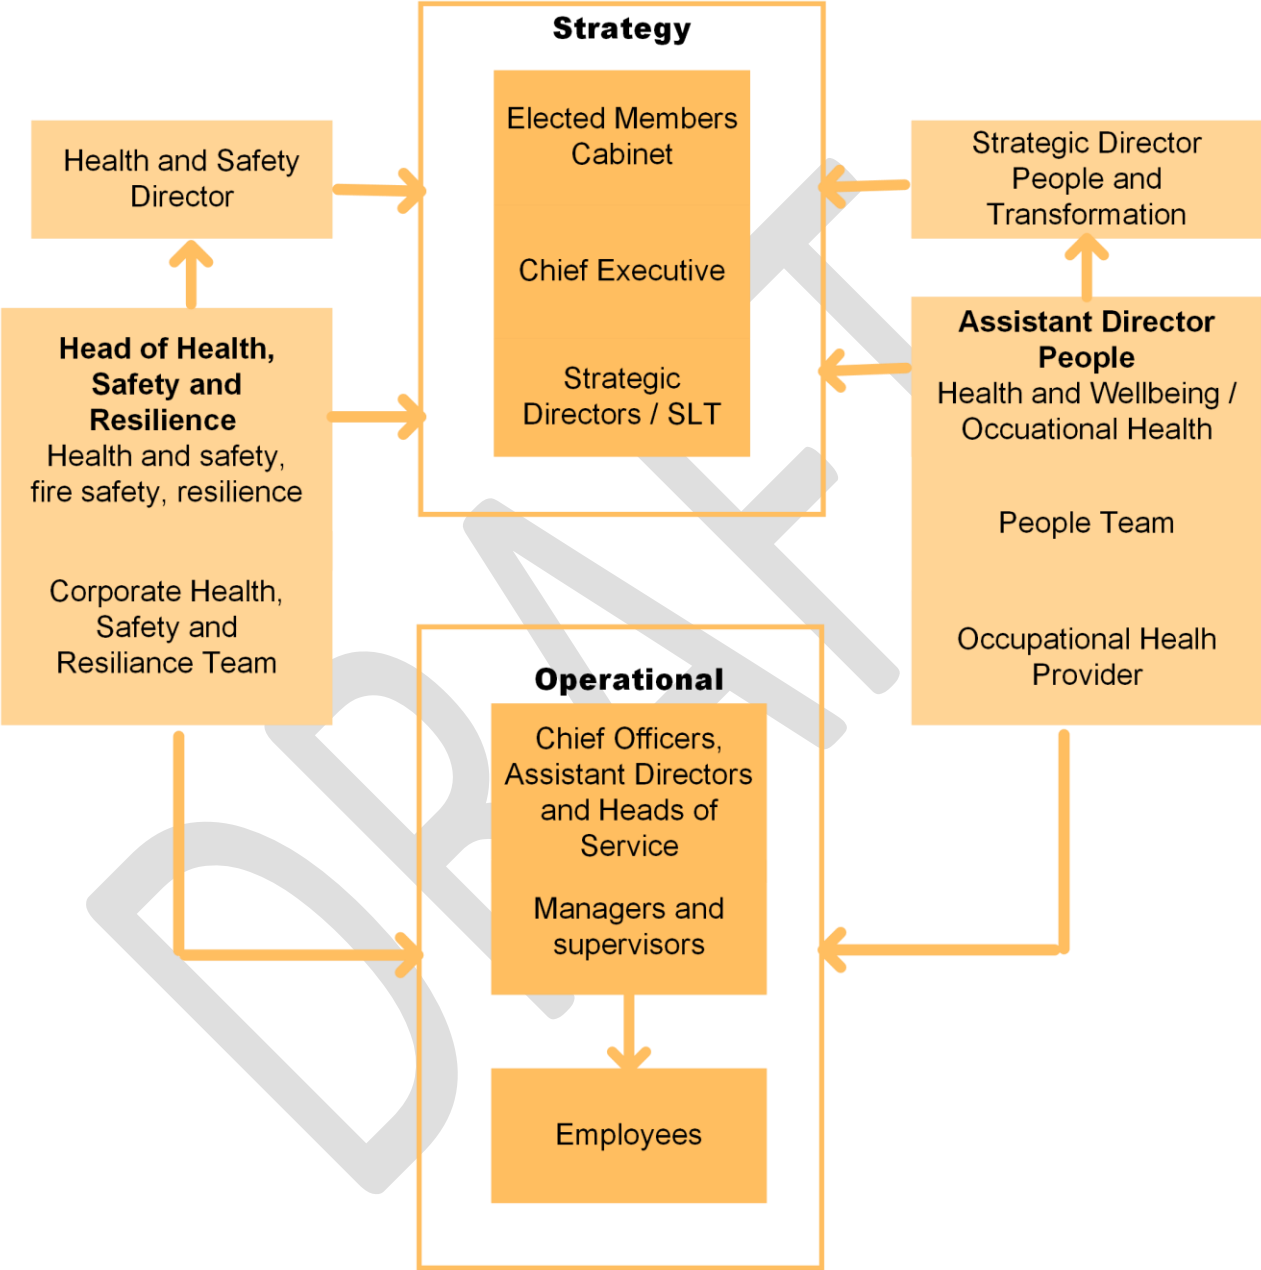 Strategy
Elected Members
Cabinet
Chief Executive
Strategic
Directors / SLT
Health and Safety
Director
Head of Health,
Safety and
Resilience
Health and safety,
fire safety, resilience
Corporate Health,
Safety and
Resiliance Team
Strategic Director
People and
Transformation
Assistant Director
People
Health and Wellbeing /
Occuational Health
People Team
Occupational Healh
Provider
Operational
Chief Officers,
Assistant Directors
and Heads of
Service
Managers and
supervisors
Employees
DRAFT